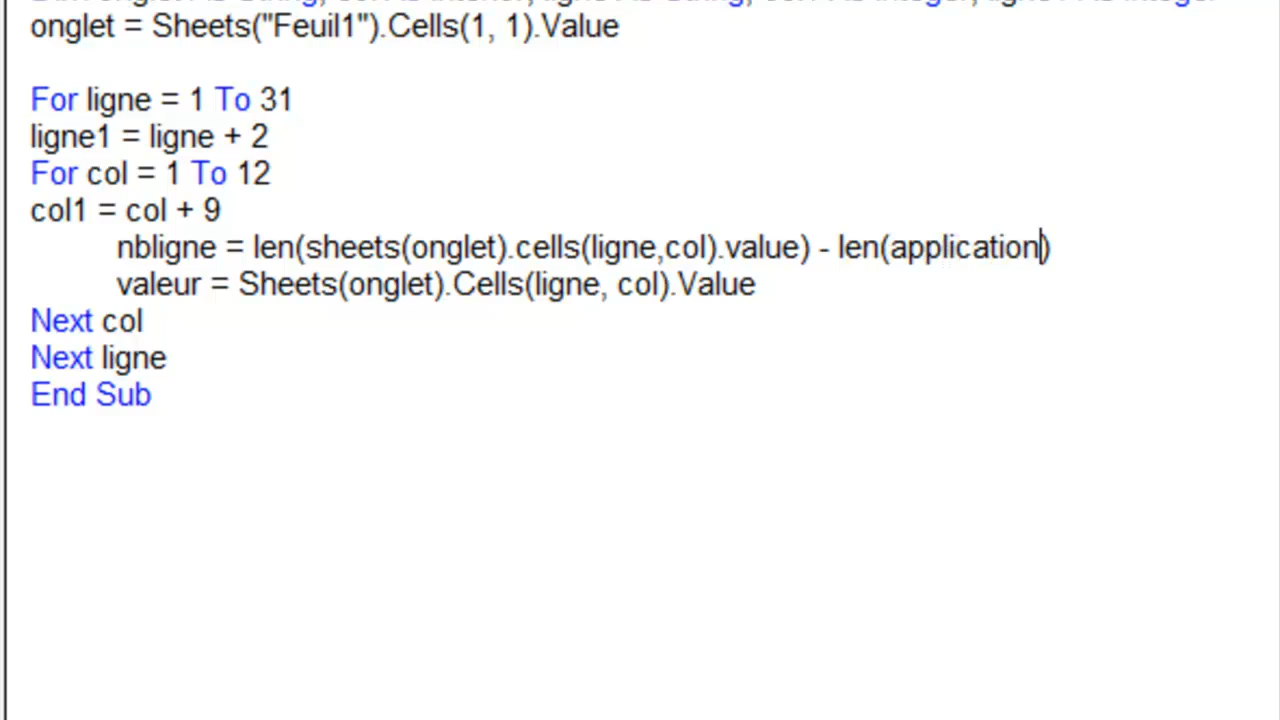 onglet = Sheets("Feuil1").Cells(1, 1).Value
For ligne = 1 To 31
ligne1 = ligne + 2
For col = 1 To 12
col1 = col + 9
nbligne = len(sheets(onglet).cells(ligne,col).value) - len(application)
valeur = Sheets(onglet).Cells(ligne, col).Value
Next col
Next ligne
End Sub